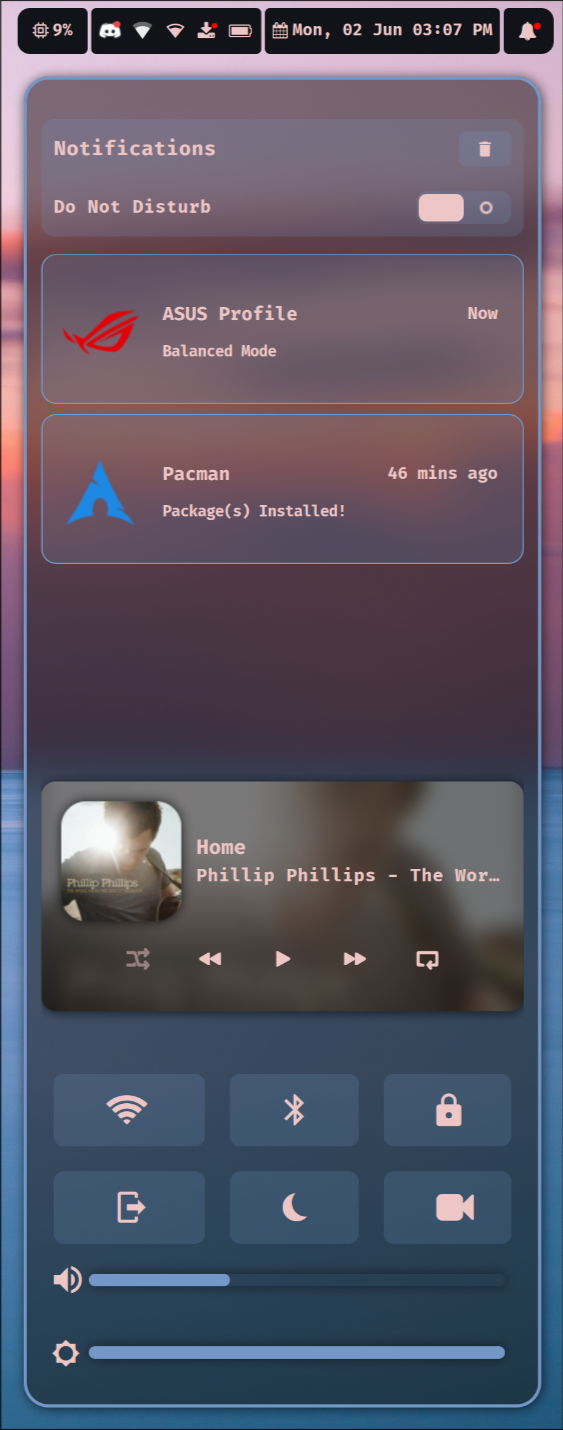 9%
Mon, 02 Jun 03:07 PM
Notifications
Do Not Disturb
ASUS Profile
Now
Balanced Mode
Pacman
46 mins ago
Package(s) Installed!
Phillip Phillips
Home
Phillip Phillips - The Wor…